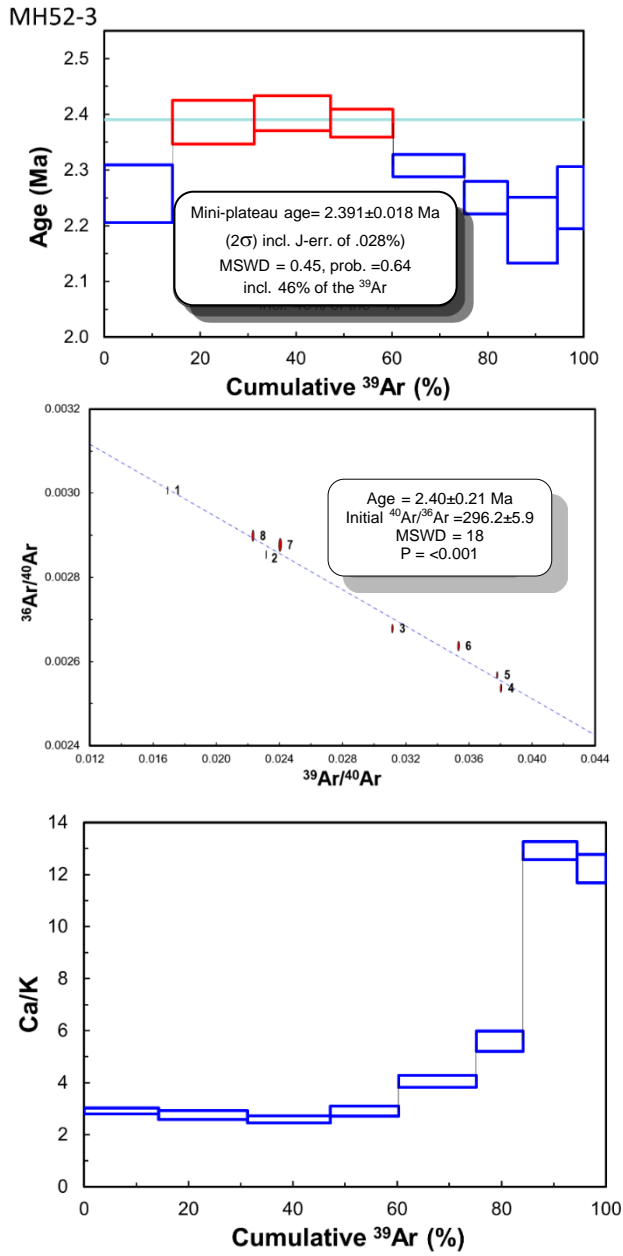 MH52-3
2.5
2.4
2.3
2.2
2.1
2.0
Age (Ma)
Mini-plateau age= 2.391±0.018 Ma
(2σ) incl. J-err. of .028%)
MSWD = 0.45, prob. =0.64
incl. 46% of the ³⁹Ar
0 20 40 60 80 100
Cumulative ³⁹Ar (%)
0.0032
0.0030
0.0028
0.0026
0.0024
³⁶Ar/⁴⁰Ar
1
8
7
2
3
6
5
4
Age = 2.40±0.21 Ma
Initial ⁴⁰Ar/³⁶Ar =296.2±5.9
MSWD = 18
P = <0.001
0.012 0.016 0.020 0.024 0.028 0.032 0.036 0.040 0.044
³⁹Ar/⁴⁰Ar
14
12
10
8
6
4
2
0
Ca/K
0 20 40 60 80 100
Cumulative ³⁹Ar (%)